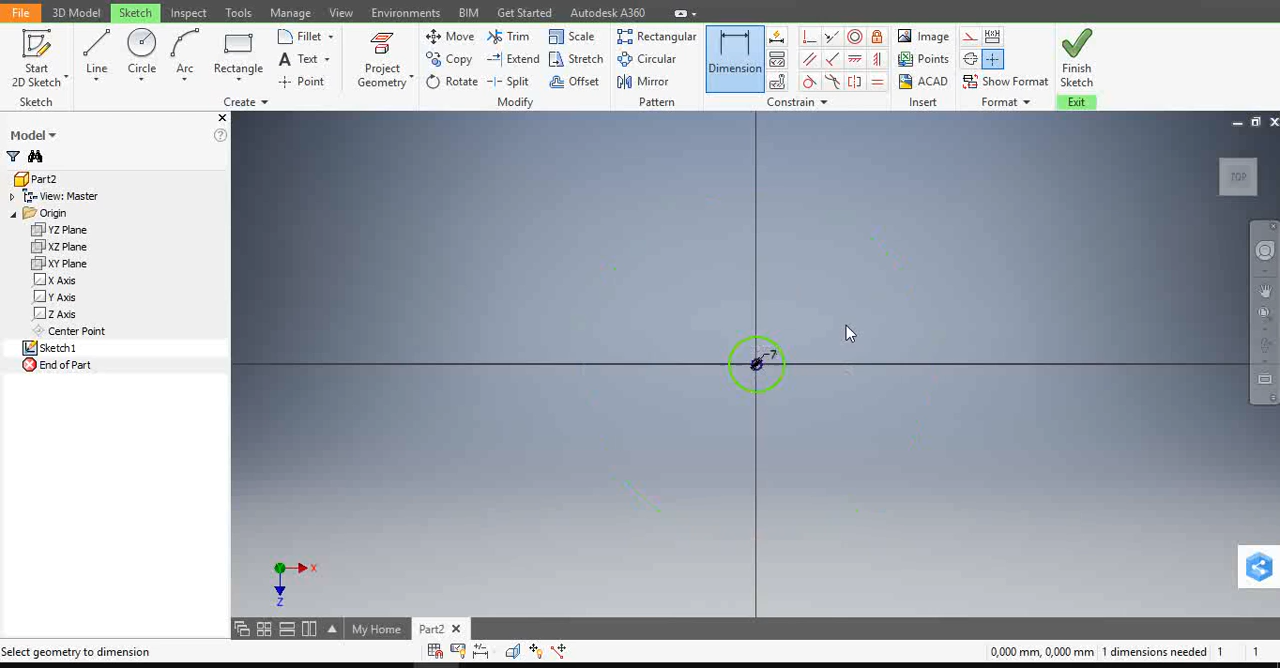 File 3D Model Sketch Inspect Tools Manage View Environments BIM Get Started Autodesk A360
Start
2D Sketch
Line
Circle
Arc
Rectangle
Fillet
Text
Point
Project
Geometry
Move
Copy
Rotate
Trim
Extend
Split
Scale
Stretch
Offset
Rectangular
Circular
Mirror
Dimension
Image
Points
ACAD
Show Format
Finish
Sketch
Sketch Create Modify Pattern Constrain Insert Format Exit
Model
Part2
View: Master
Origin
YZ Plane
XZ Plane
XY Plane
X Axis
Y Axis
Z Axis
Center Point
Sketch1
End of Part
TOP
7
X
Z
My Home Part2
Select geometry to dimension 0,000 mm, 0,000 mm 1 dimensions needed 1 1